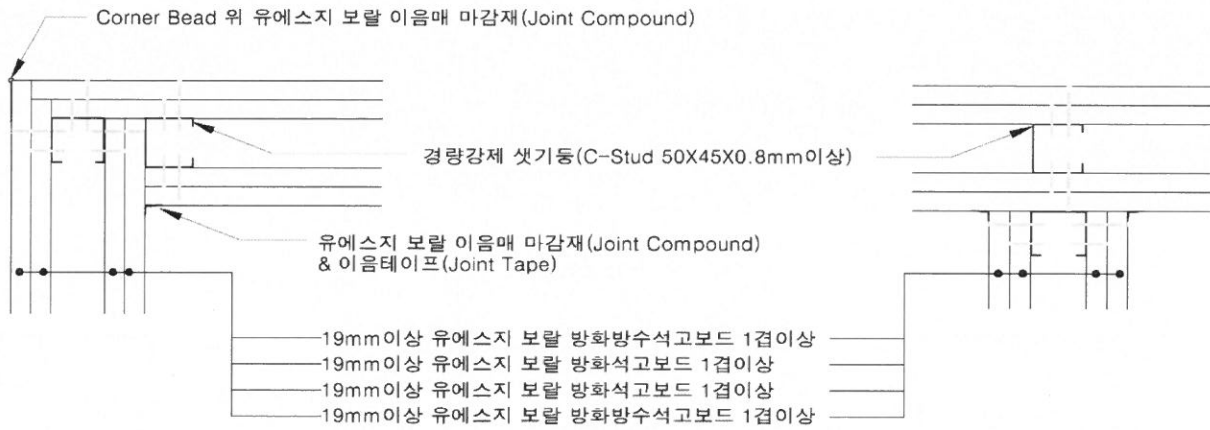 Corner Bead 위 유에스지 보랄 이음매 마감재(Joint Compound)
경량강제 샛기둥(C-Stud 50X45X0.8mm이상)
유에스지 보랄 이음매 마감재(Joint Compound)
& 이음테이프(Joint Tape)
19mm이상 유에스지 보랄 방화방수석고보드 1겹이상
19mm이상 유에스지 보랄 방화석고보드 1겹이상
19mm이상 유에스지 보랄 방화석고보드 1겹이상
19mm이상 유에스지 보랄 방화방수석고보드 1겹이상